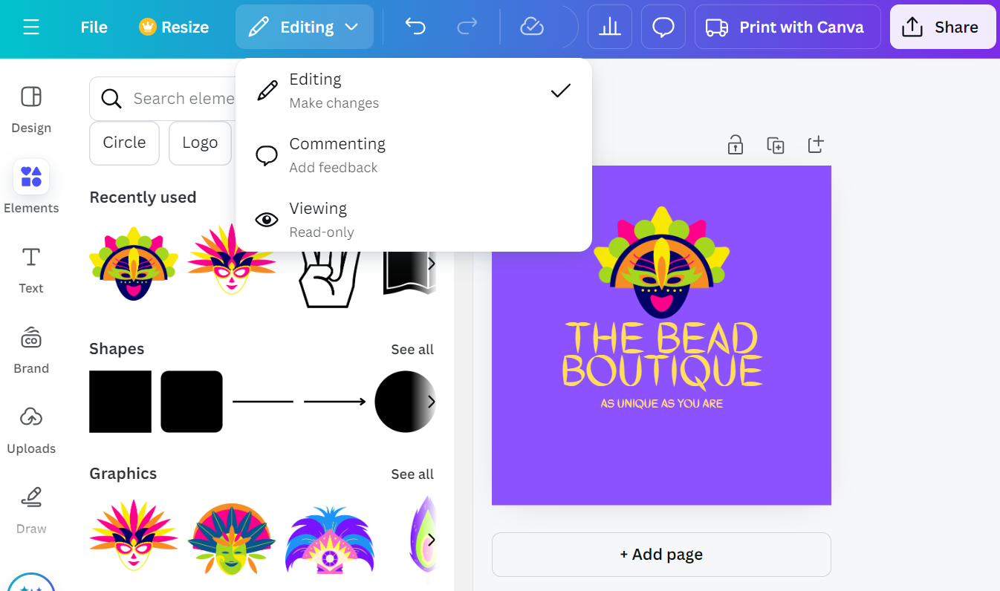 File
Resize
Editing
Print with Canva
Share
Editing
Make changes
Commenting
Add feedback
Viewing
Read-only
Design
Elements
Text
Brand
CO
Uploads
Draw
Search eleme
Circle
Logo
Recently used
Shapes
See all
Graphics
See all
THE BEAD
BOUTIQUE
AS UNIQUE AS YOU ARE
+ Add page